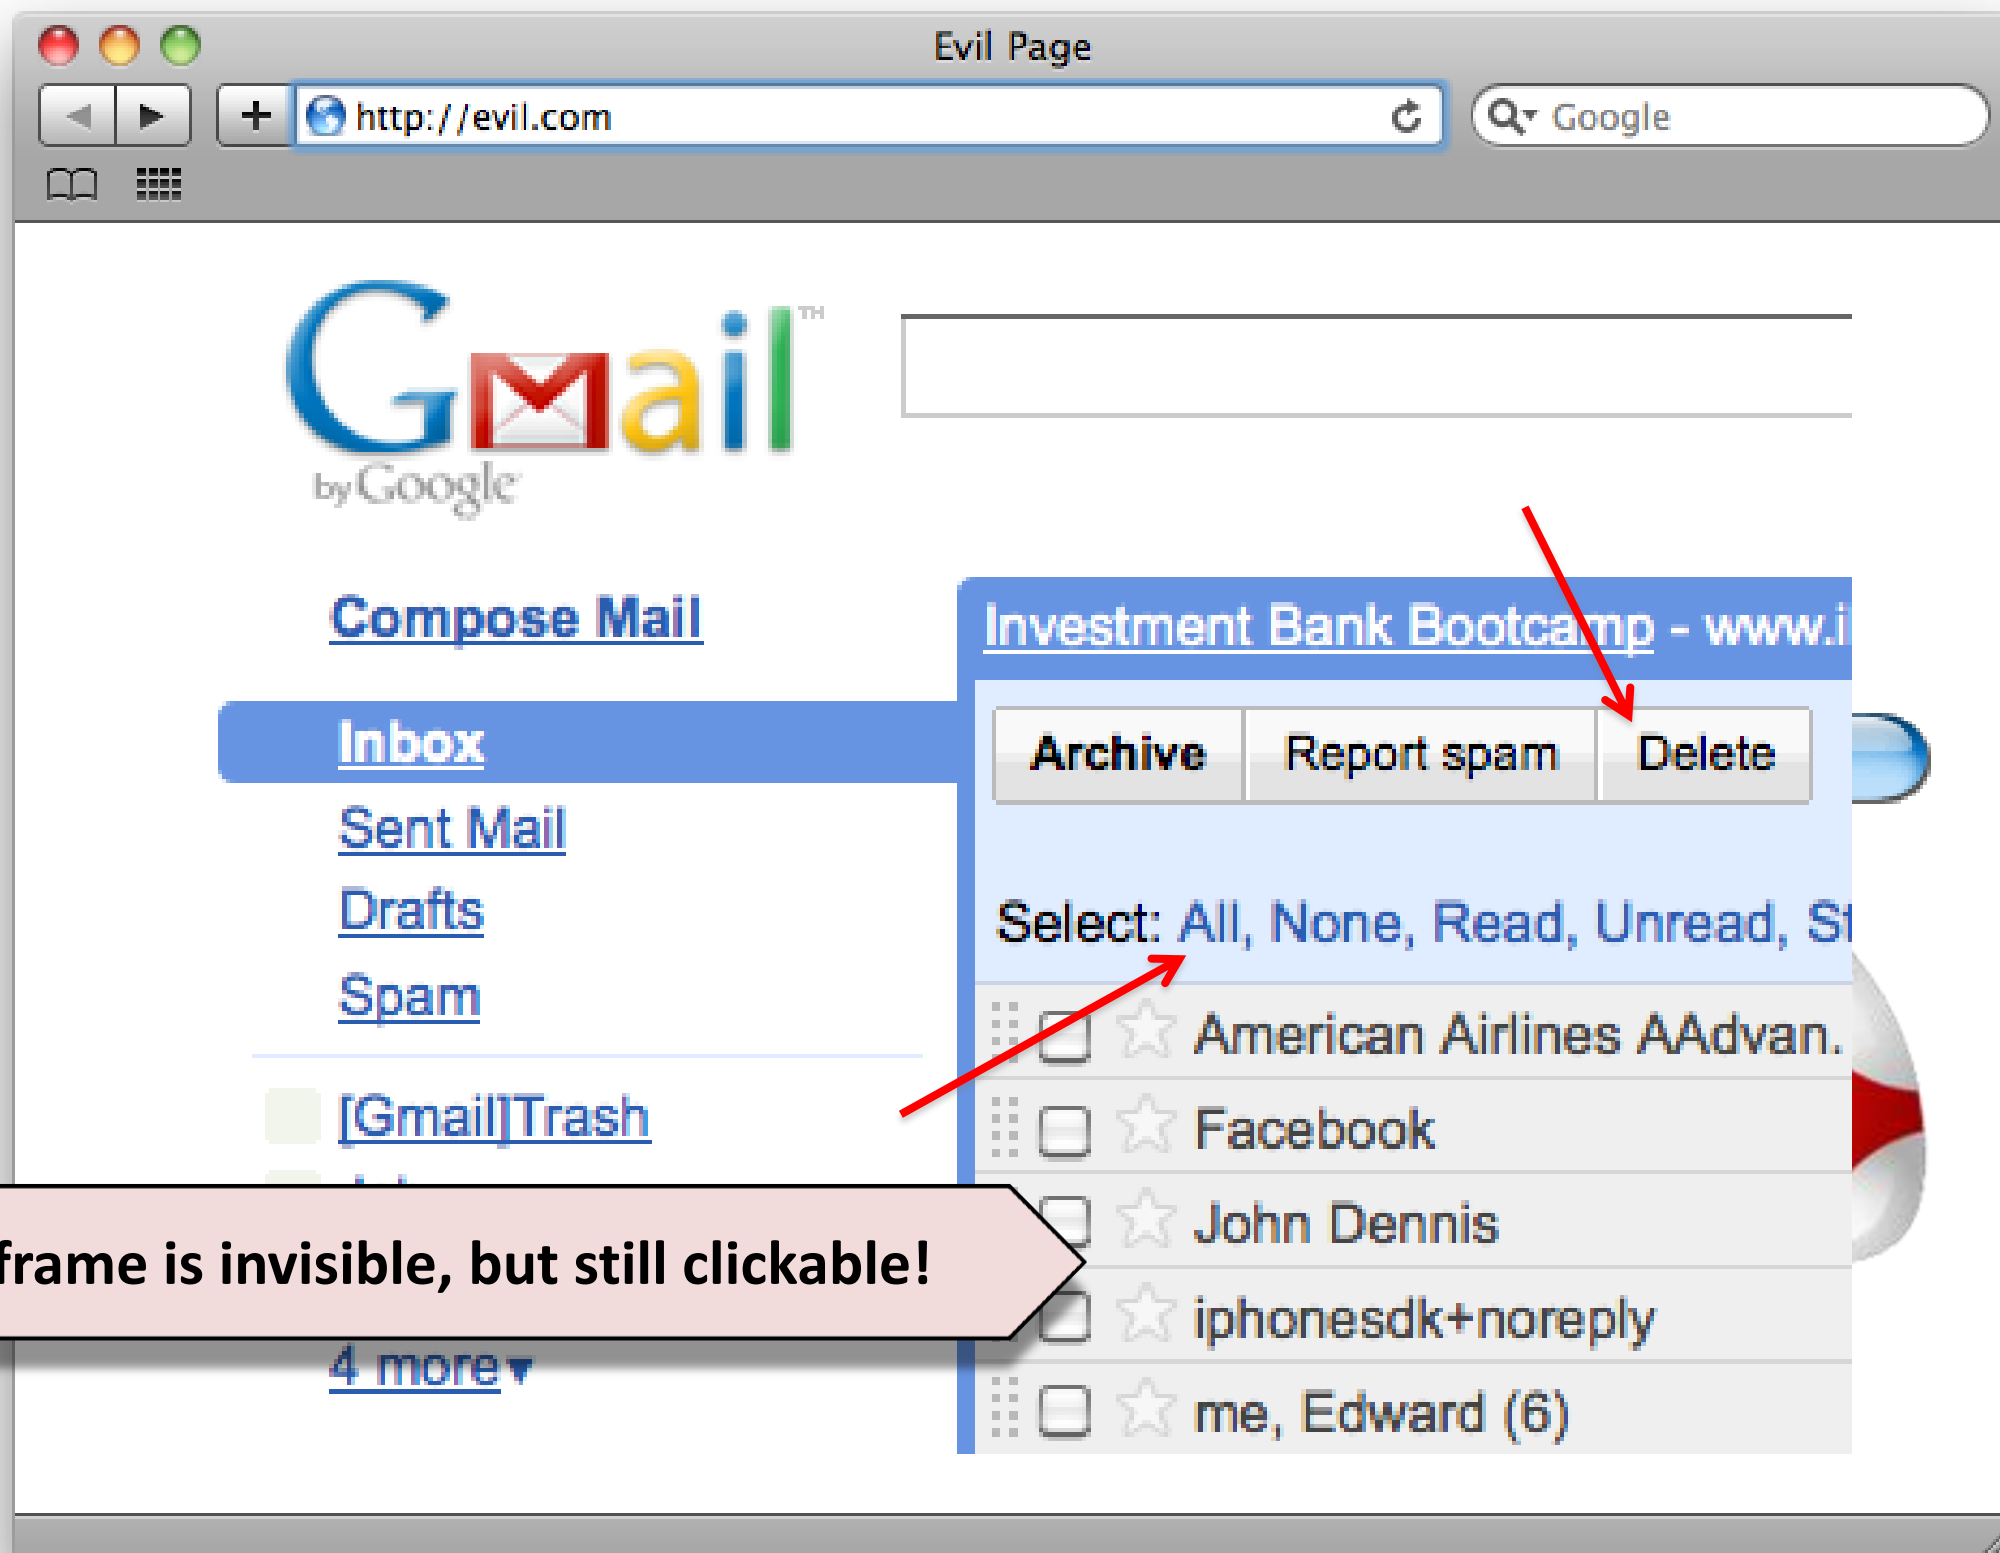 Evil Page
http://evil.com
Google
Gmail™
by Google
Compose Mail
Investment Bank Bootcamp - www.i
Inbox
Archive Report spam Delete
Sent Mail
Drafts
Select: All, None, Read, Unread, St
Spam
American Airlines AAdvan.
[Gmail]Trash
Facebook
John Dennis
frame is invisible, but still clickable!
iphonesdk+noreply
4 more
me, Edward (6)